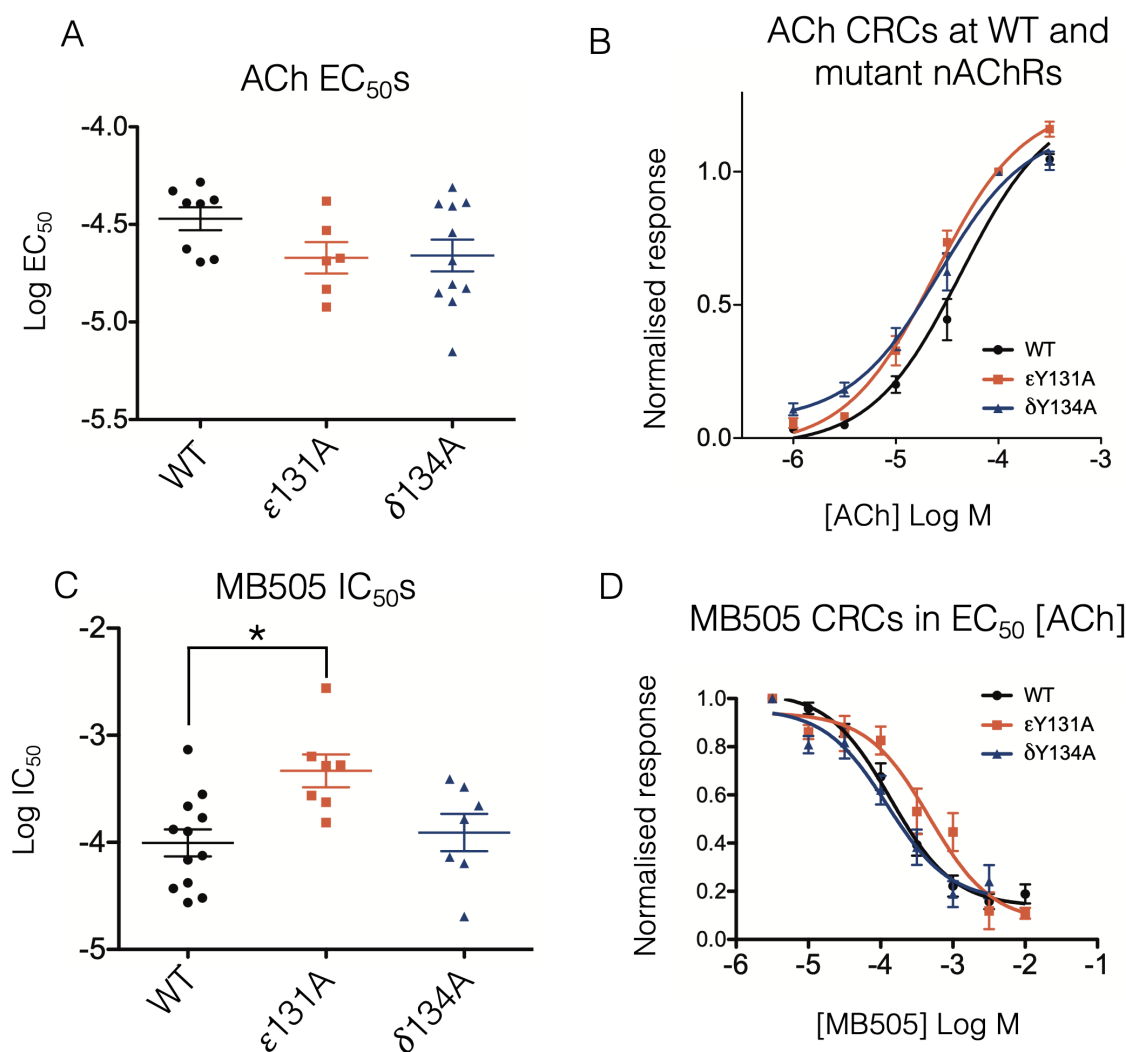 A
ACh EC50s
Log EC50
-4.0
-4.5
-5.0
-5.5
WT
ε131A
δ134A
B
ACh CRCs at WT and
mutant nAChRs
Normalised response
1.0
0.5
0.0
-6
-5
-4
-3
[ACh] Log M
WT
εY131A
δY134A
C
MB505 IC50s
Log IC50
-2
-3
-4
-5
*
WT
ε131A
δ134A
D
MB505 CRCs in EC50 [ACh]
Normalised response
1.0
0.8
0.6
0.4
0.2
0.0
-6
-5
-4
-3
-2
-1
[MB505] Log M
WT
εY131A
δY134A